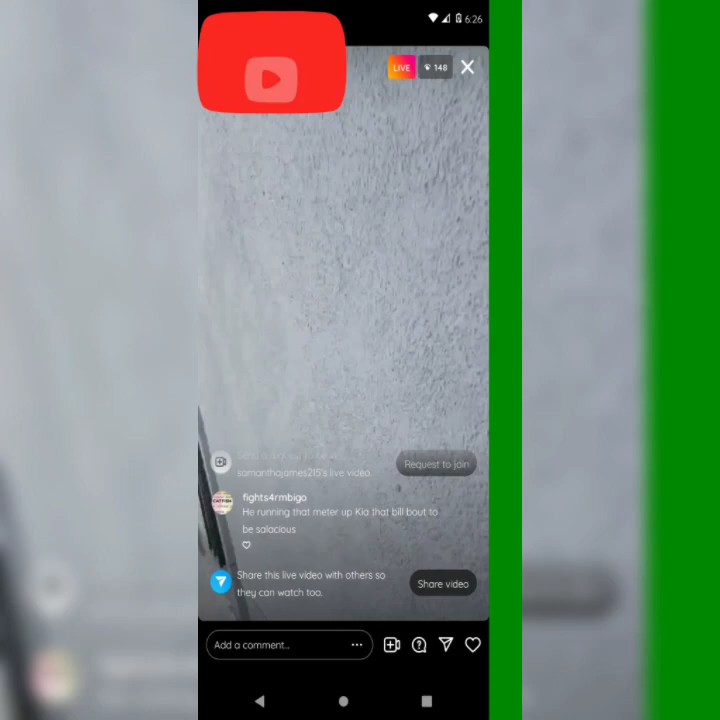 6:26
LIVE 148
samanthajames215's live video.
Request to join
fights4rmbigo
He running that meter up Kia that bill bout to
be salacious
Share this live video with others so
they can watch too.
Share video
Add a comment...